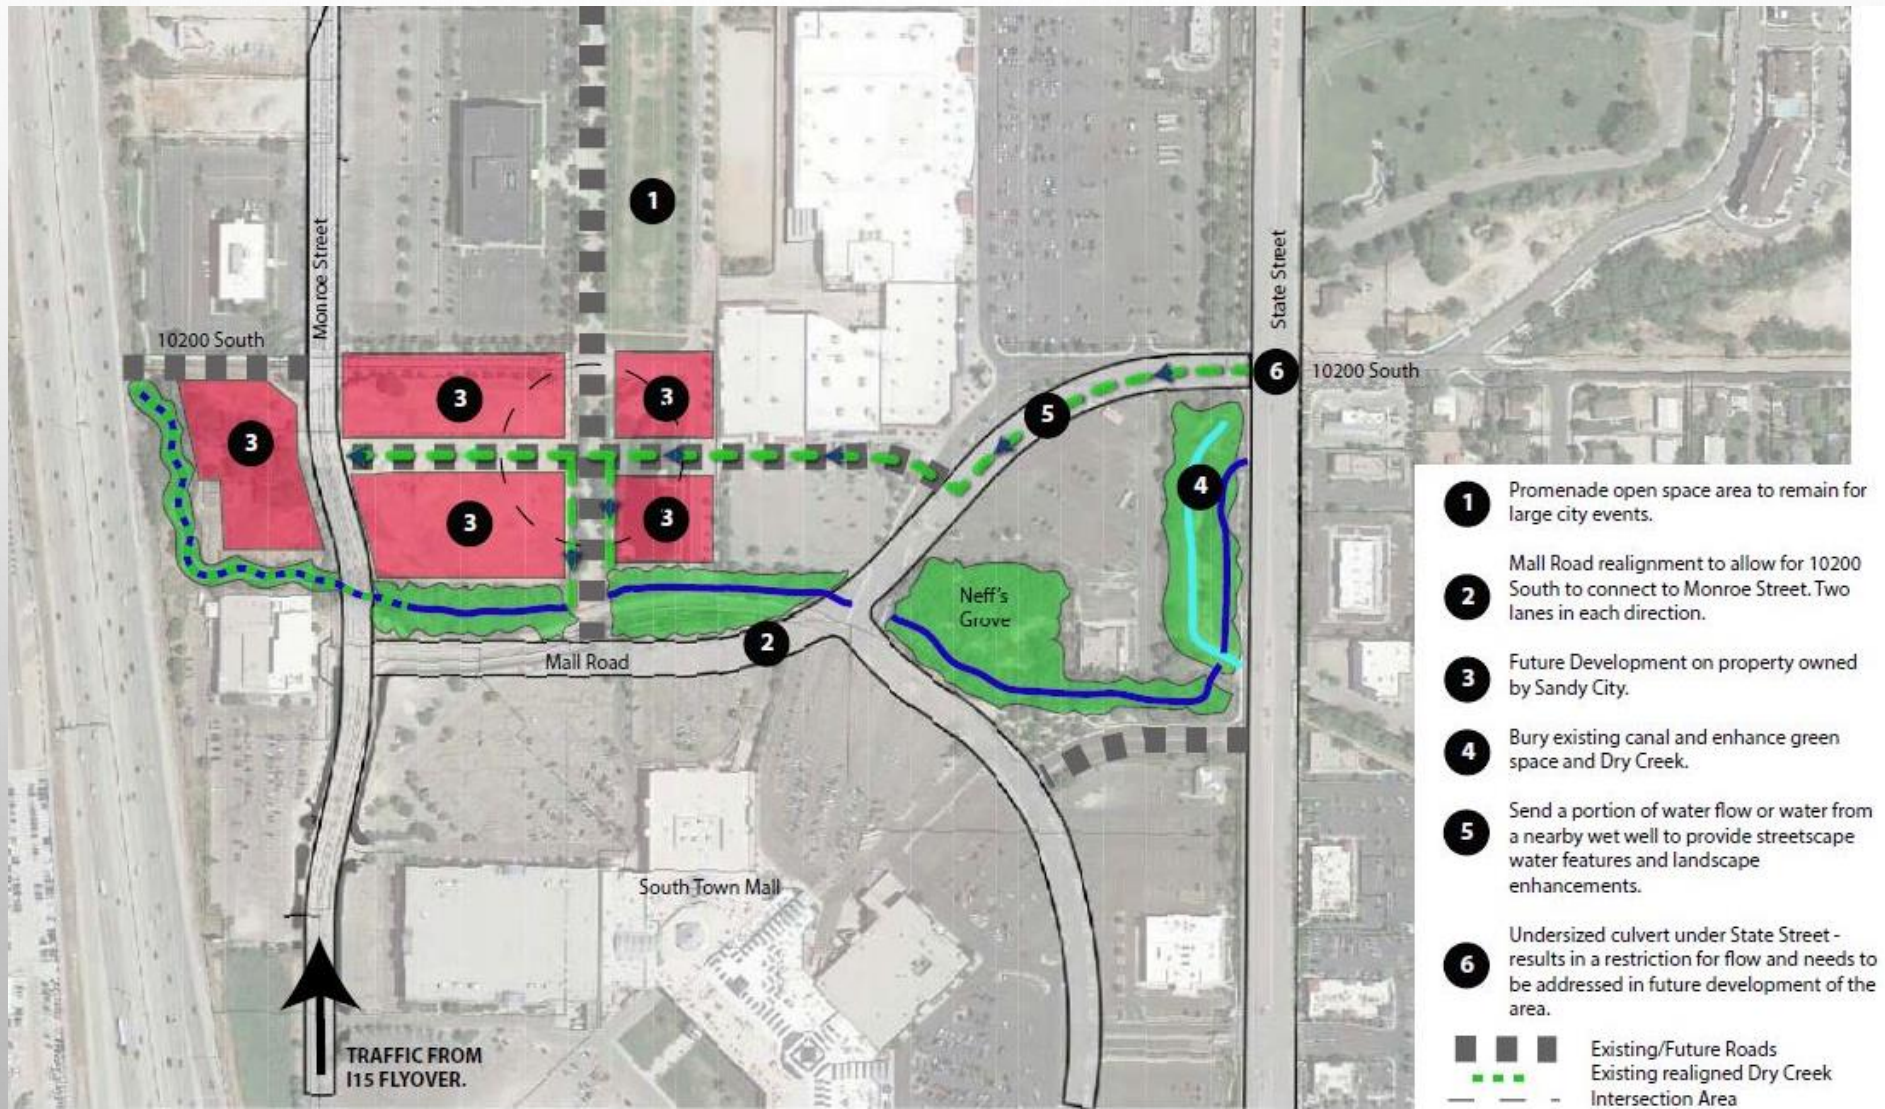 1
Monroe Street
State Street
10200 South
6
10200 South
3
3
5
3
4
3
3
Neff's
Grove
2
Mall Road
South Town Mall
TRAFFIC FROM
I15 FLYOVER.
1
Promenade open space area to remain for
large city events.
2
Mall Road realignment to allow for 10200
South to connect to Monroe Street. Two
lanes in each direction.
3
Future Development on property owned
by Sandy City.
4
Bury existing canal and enhance green
space and Dry Creek.
5
Send a portion of water flow or water from
a nearby wet well to provide streetscape
water features and landscape
enhancements.
6
Undersized culvert under State Street -
results in a restriction for flow and needs to
be addressed in future development of the
area.
Existing/Future Roads
Existing realigned Dry Creek
Intersection Area